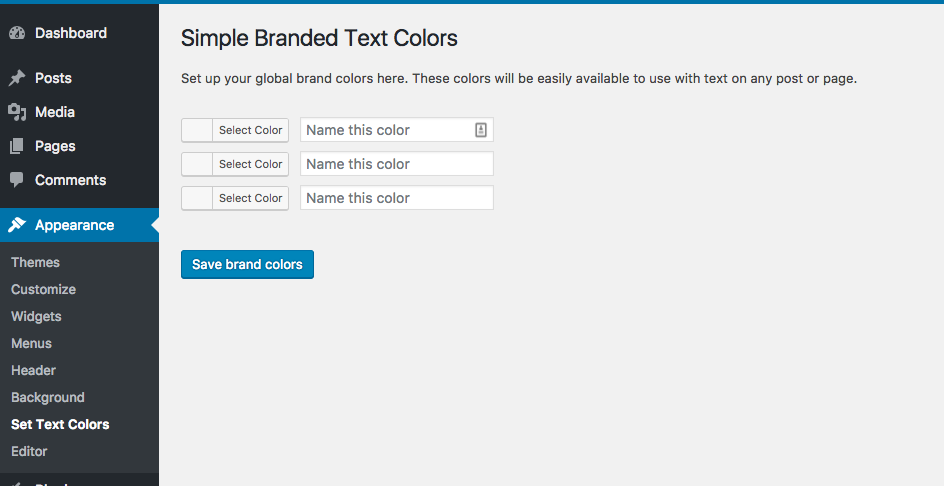 Dashboard
Posts
Media
Pages
Comments
Appearance
Themes
Customize
Widgets
Menus
Header
Background
Set Text Colors
Editor
Simple Branded Text Colors
Set up your global brand colors here. These colors will be easily available to use with text on any post or page.
Select Color Name this color
Select Color Name this color
Select Color Name this color
Save brand colors